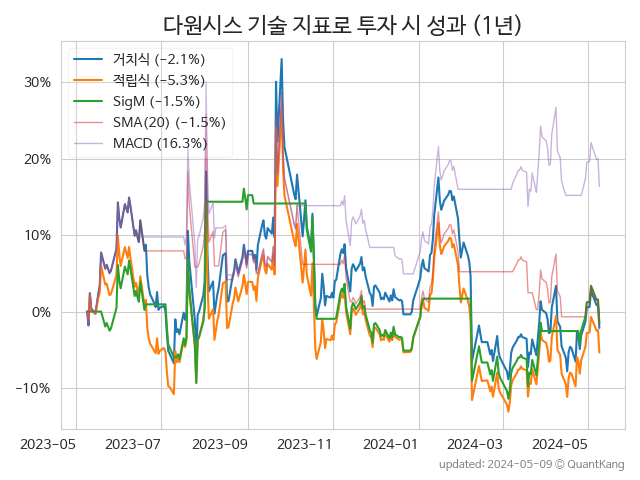 다원시스 기술 지표로 투자 시 성과 (1년)
거치식 (−2.1%)
적립식 (−5.3%)
SigM (−1.5%)
SMA(20) (−1.5%)
MACD (16.3%)
30%
20%
10%
0%
−10%
2023-05
2023-07
2023-09
2023-11
2024-01
2024-03
2024-05
updated: 2024-05-09 © QuantKang